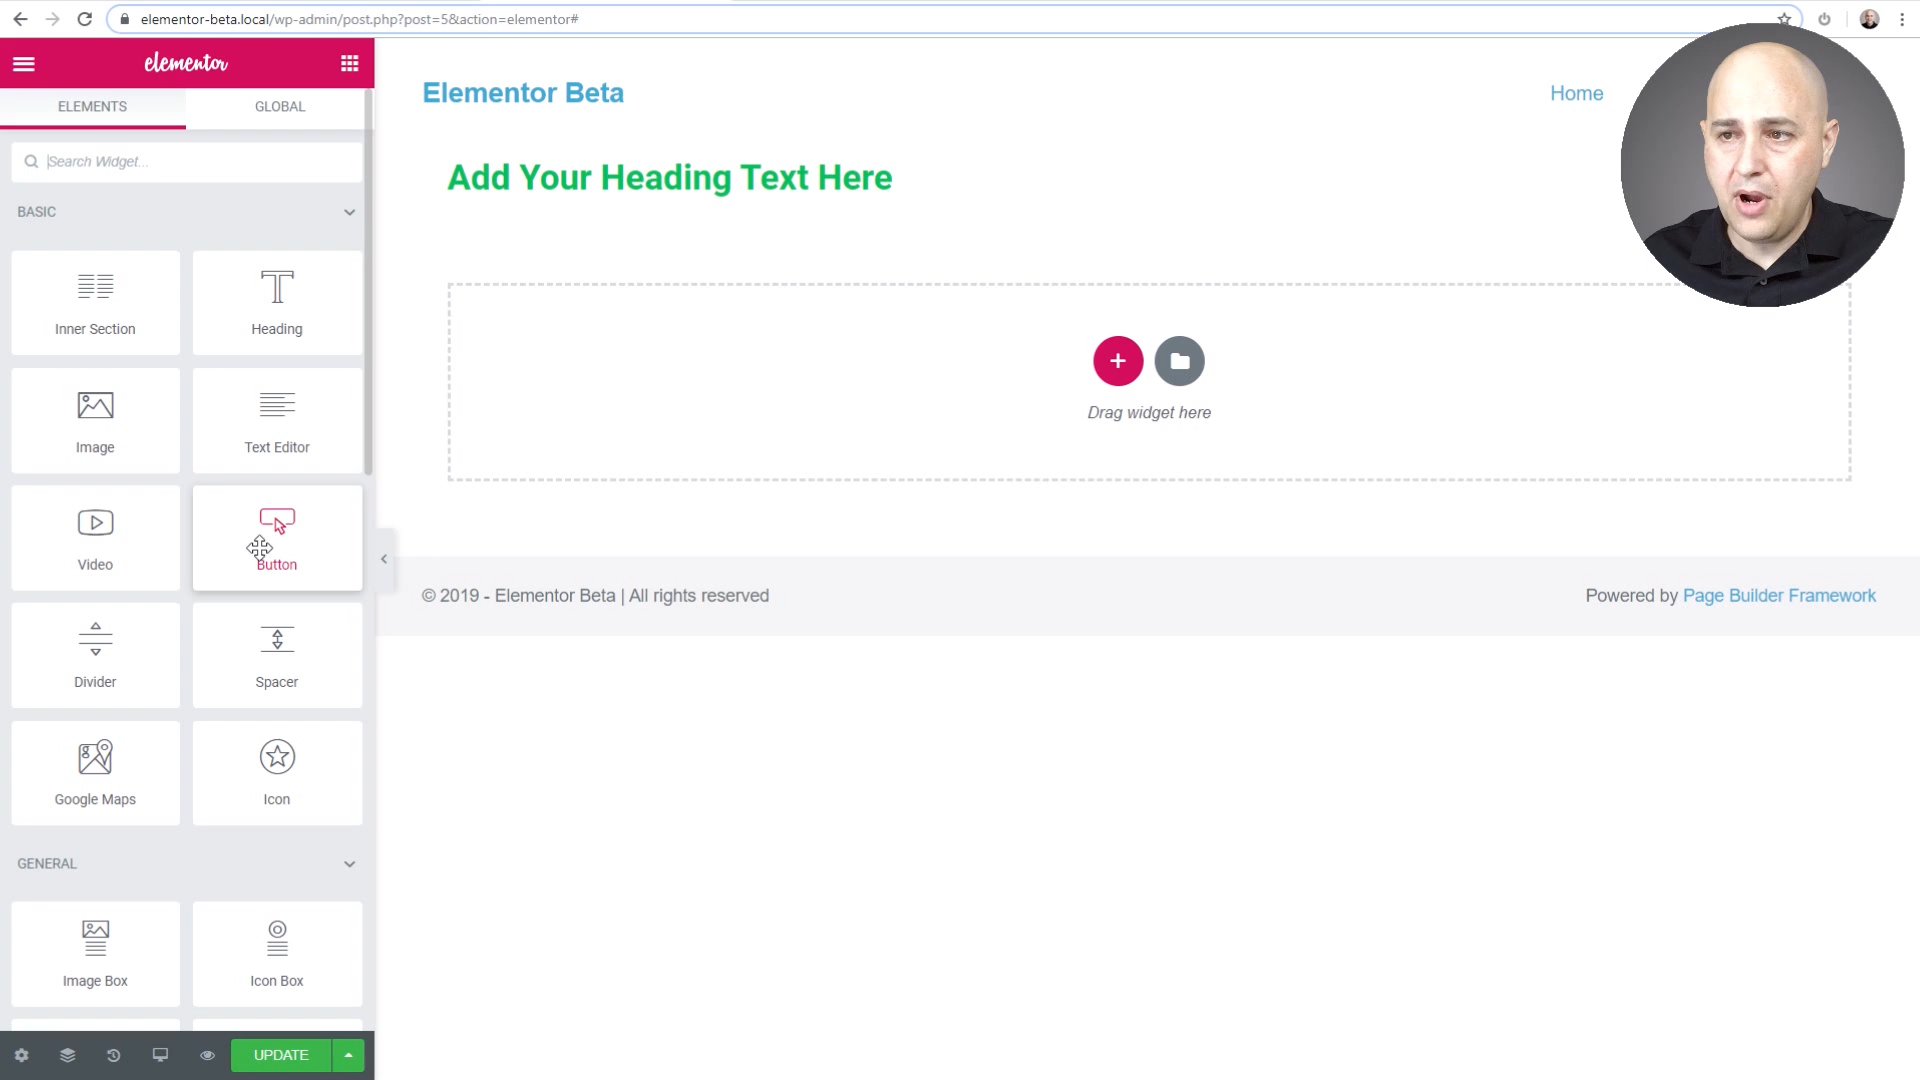 elementor-beta.local/wp-admin/post.php?post=5&action=elementor#
elementor
ELEMENTS
GLOBAL
Search Widget...
BASIC
Inner Section
Heading
Image
Text Editor
Video
Button
Divider
Spacer
Google Maps
Icon
GENERAL
Image Box
Icon Box
UPDATE
Elementor Beta
Home
Add Your Heading Text Here
Drag widget here
© 2019 - Elementor Beta | All rights reserved
Powered by Page Builder Framework